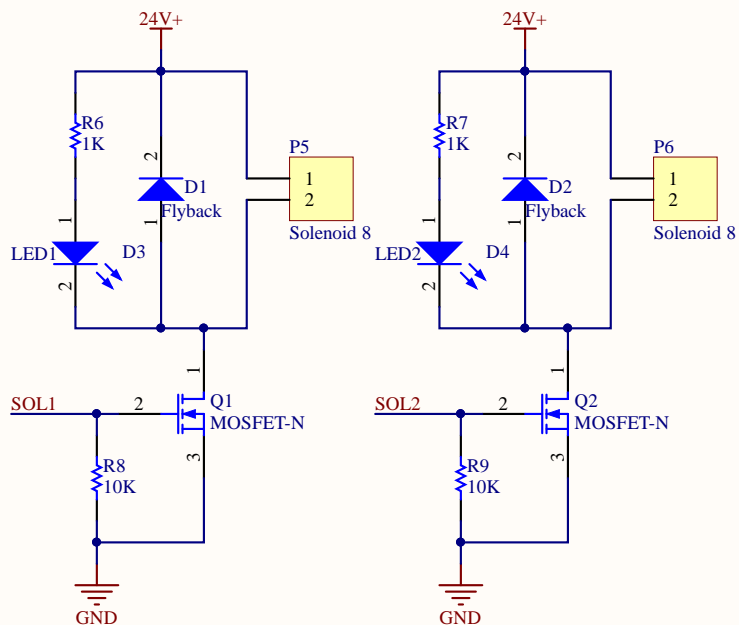 24V+
R6
1K
2
D1
Flyback
1
P5
1
2
Solenoid 8
1
LED1
D3
2
1
SOL1
2
Q1
MOSFET-N
3
R8
10K
GND
24V+
R7
1K
2
D2
Flyback
1
P6
1
2
Solenoid 8
1
LED2
D4
2
1
SOL2
2
Q2
MOSFET-N
3
R9
10K
GND